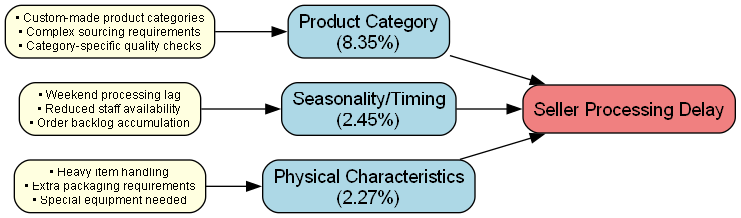 • Custom-made product categories
• Complex sourcing requirements
• Category-specific quality checks
Product Category
(8.35%)
• Weekend processing lag
• Reduced staff availability
• Order backlog accumulation
Seasonality/Timing
(2.45%)
Seller Processing Delay
• Heavy item handling
• Extra packaging requirements
• Special equipment needed
Physical Characteristics
(2.27%)